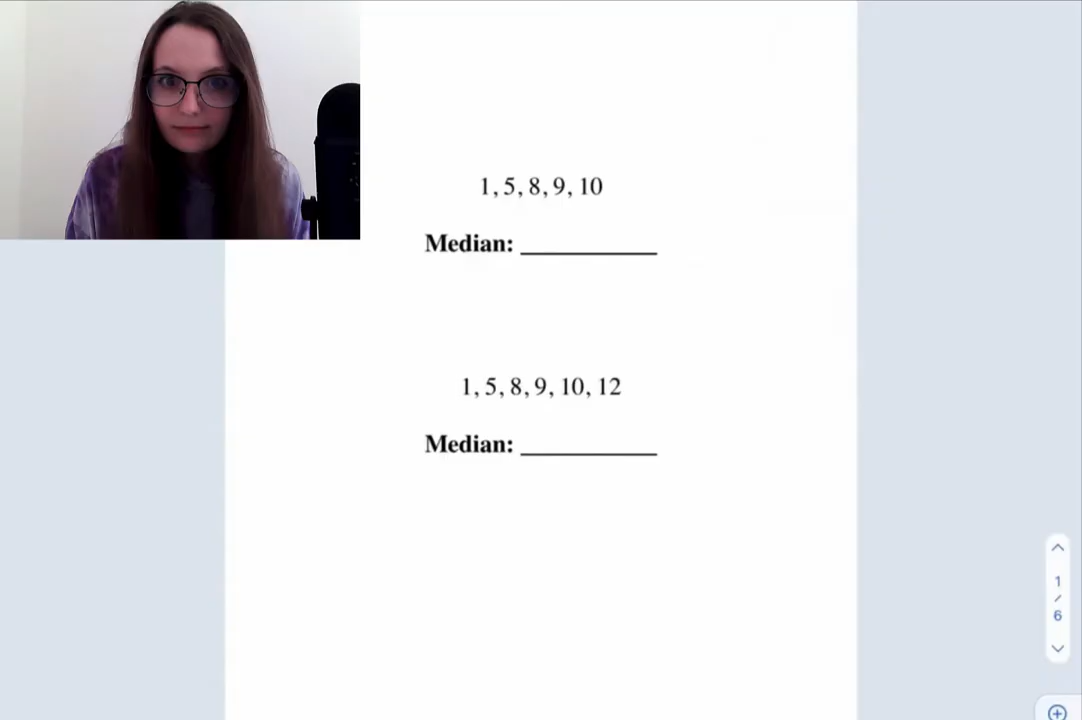 1, 5, 8, 9, 10
Median: ___________
1, 5, 8, 9, 10, 12
Median: ___________
1
/
6